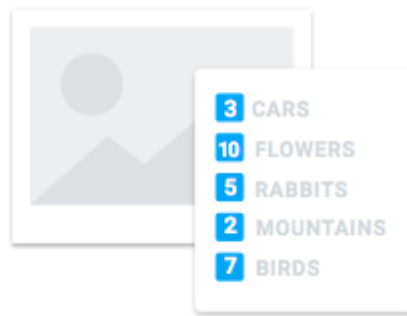 3 CARS
10 FLOWERS
5 RABBITS
2 MOUNTAINS
7 BIRDS